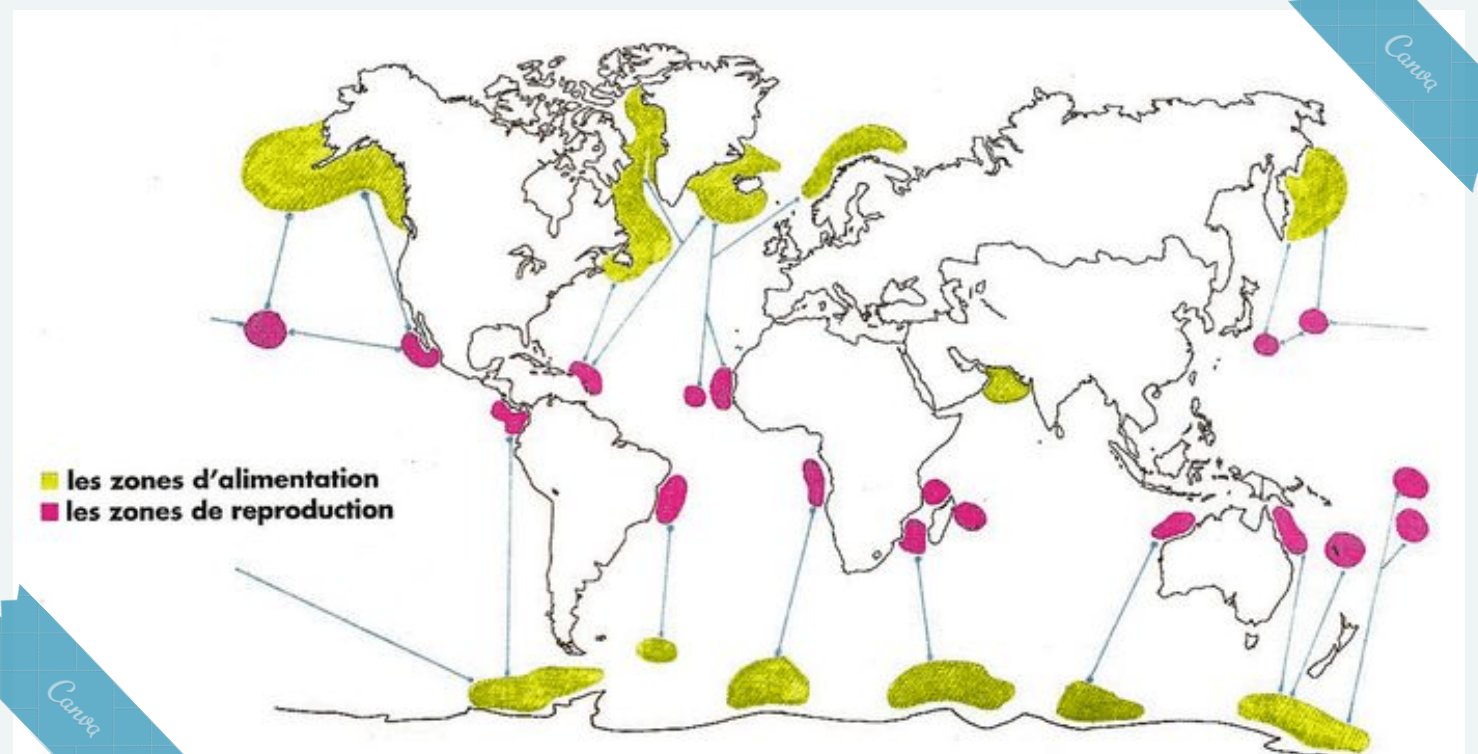 Canva
les zones d'alimentation
les zones de reproduction
Canva